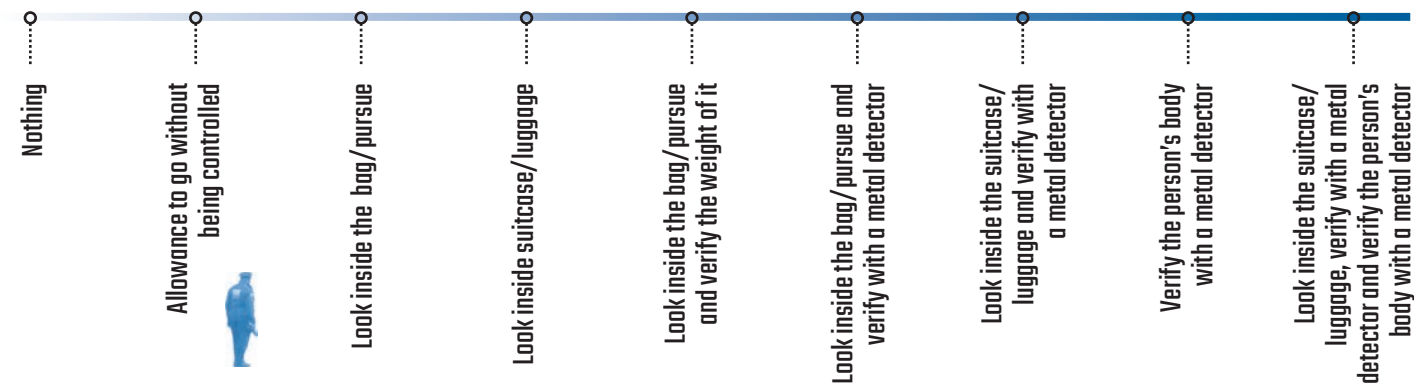 Nothing
Allowance to go without
being controlled
Look inside the bag/pursue
Look inside suitcase/luggage
Look inside the bag/pursue
and verify the weight of it
Look inside the bag/pursue and
verify with a metal detector
Look inside the suitcase/
luggage and verify with
a metal detector
Verify the person's body
with a metal detector
Look inside the suitcase/
luggage, verify with a metal
detector and verify the person's
body with a metal detector